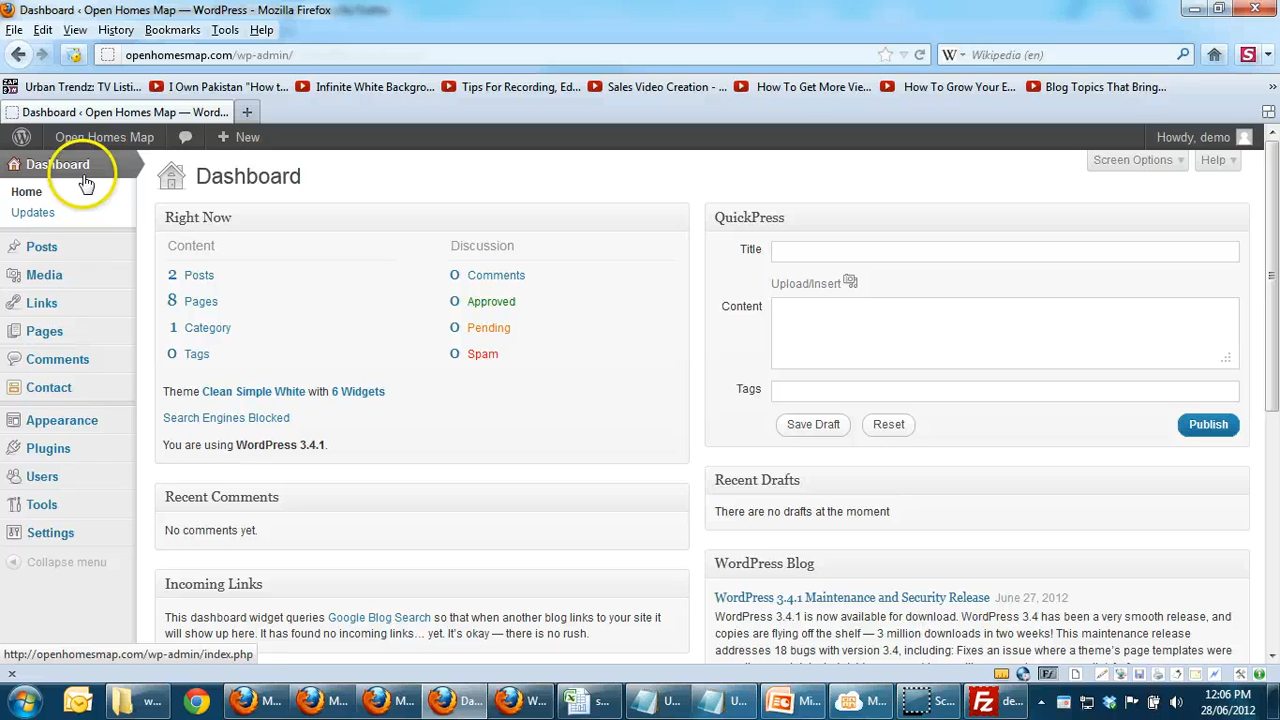 Dashboard ‹ Open Homes Map — WordPress - Mozilla Firefox
File Edit View History Bookmarks Tools Help
openhomesmap.com/wp-admin/
W Wikipedia (en)
Urban Trendz: TV Listi...
I Own Pakistan "How t...
Infinite White Backgro...
Tips For Recording, Ed...
Sales Video Creation - ...
How To Get More Vie...
How To Grow Your E...
Blog Topics That Breed...
Dashboard ‹ Open Homes Map — Word...
Open Homes Map
+ New
Howdy, demo
Dashboard
Home
Updates
Posts
Media
Links
Pages
Comments
Contact
Appearance
Plugins
Users
Tools
Settings
Collapse menu
Dashboard
Screen Options
Help
Right Now
Content
Discussion
2 Posts
0 Comments
8 Pages
0 Approved
1 Category
0 Pending
0 Tags
0 Spam
Theme Clean Simple White with 6 Widgets
Search Engines Blocked
You are using WordPress 3.4.1.
Recent Comments
No comments yet.
Incoming Links
This dashboard widget queries Google Blog Search so that when another blog links to your site it
will show up here. It has found no incoming links… yet. It's okay — there is no rush.
QuickPress
Title
Upload/Insert
Content
Tags
Save Draft
Reset
Publish
Recent Drafts
There are no drafts at the moment
WordPress Blog
WordPress 3.4.1 Maintenance and Security Release June 27, 2012
WordPress 3.4.1 is now available for download. WordPress 3.4 has been a very smooth release, and
copies are flying off the shelf — 3 million downloads in two weeks! This maintenance release
addresses 18 bugs with version 3.4, including: Fixes an issue where a theme's page templates were
http://openhomesmap.com/wp-admin/index.php
w...
M...
M...
M...
Da...
W...
s...
U...
U...
Mi...
M...
Sc...
de...
12:06 PM
28/06/2012